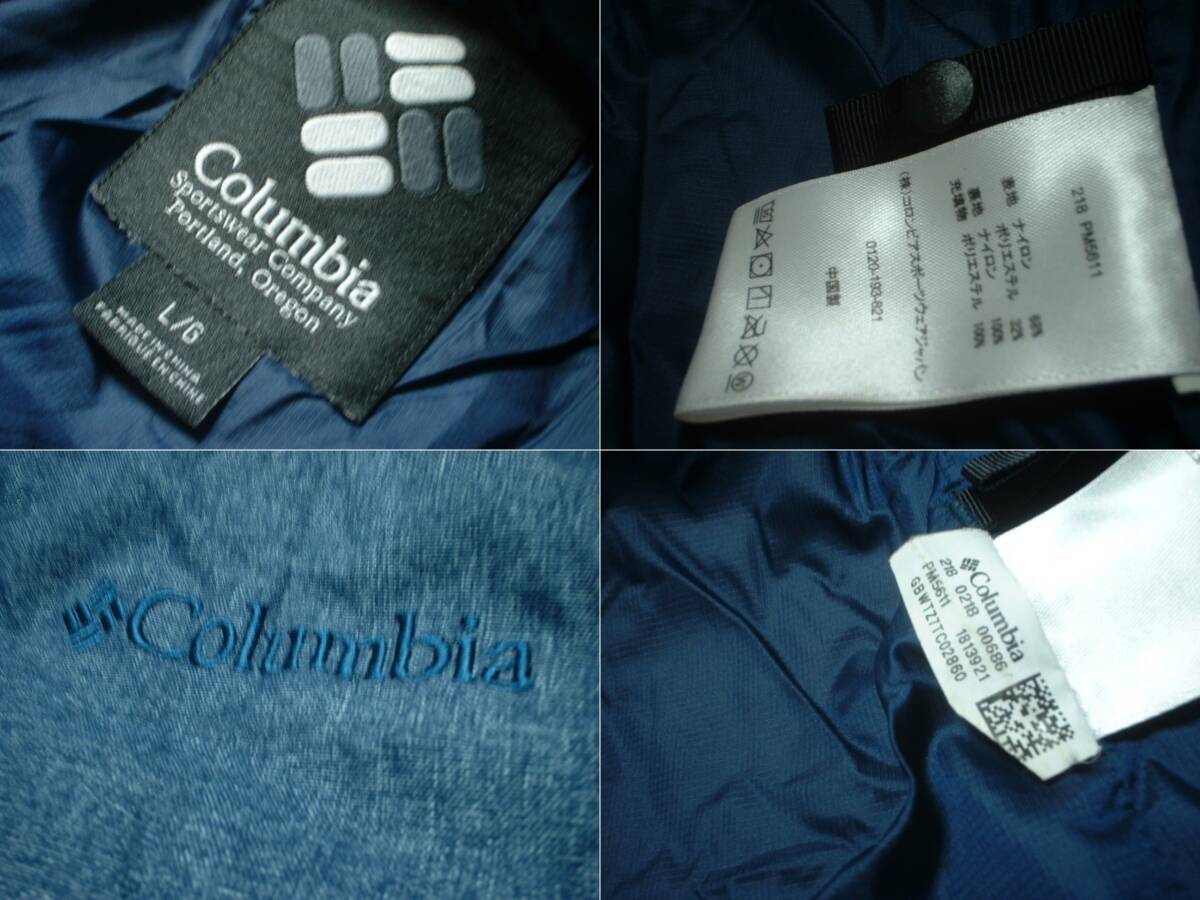 Columbia
Sportswear Company
Portland, Oregon
L/G
MADE IN CHINA
FABRIQUE EN CHINE
218 PM5611
表地 ナイロン 68%
ポリエステル 32%
裏地 ナイロン 100%
充填物 ポリエステル 100%
(株)コロンビアスポーツウェアジャパン
0120-193-821
中国製
Columbia
Columbia
218 0218 00686
PM5611 1813921
GBWTZ7TC02860